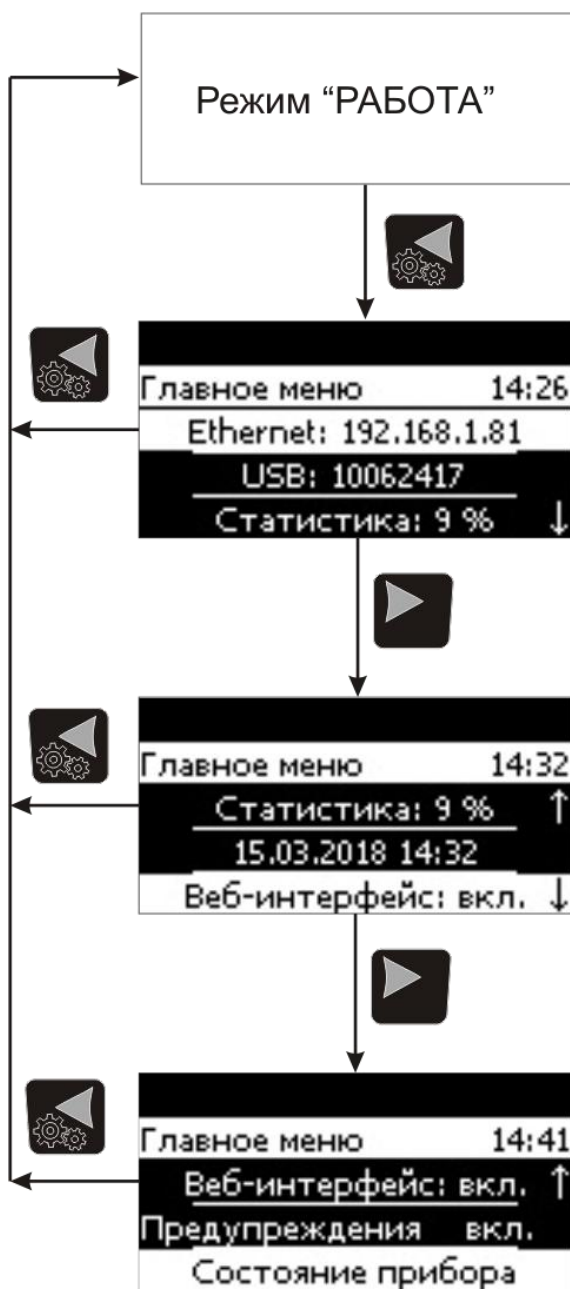 Режим “РАБОТА”
Главное меню 14:26
Ethernet: 192.168.1.81
USB: 10062417
Статистика: 9 % ↓
Главное меню 14:32
Статистика: 9 % ↑
15.03.2018 14:32
Веб-интерфейс: вкл. ↓
Главное меню 14:41
Веб-интерфейс: вкл. ↑
Предупреждения вкл.
Состояние прибора